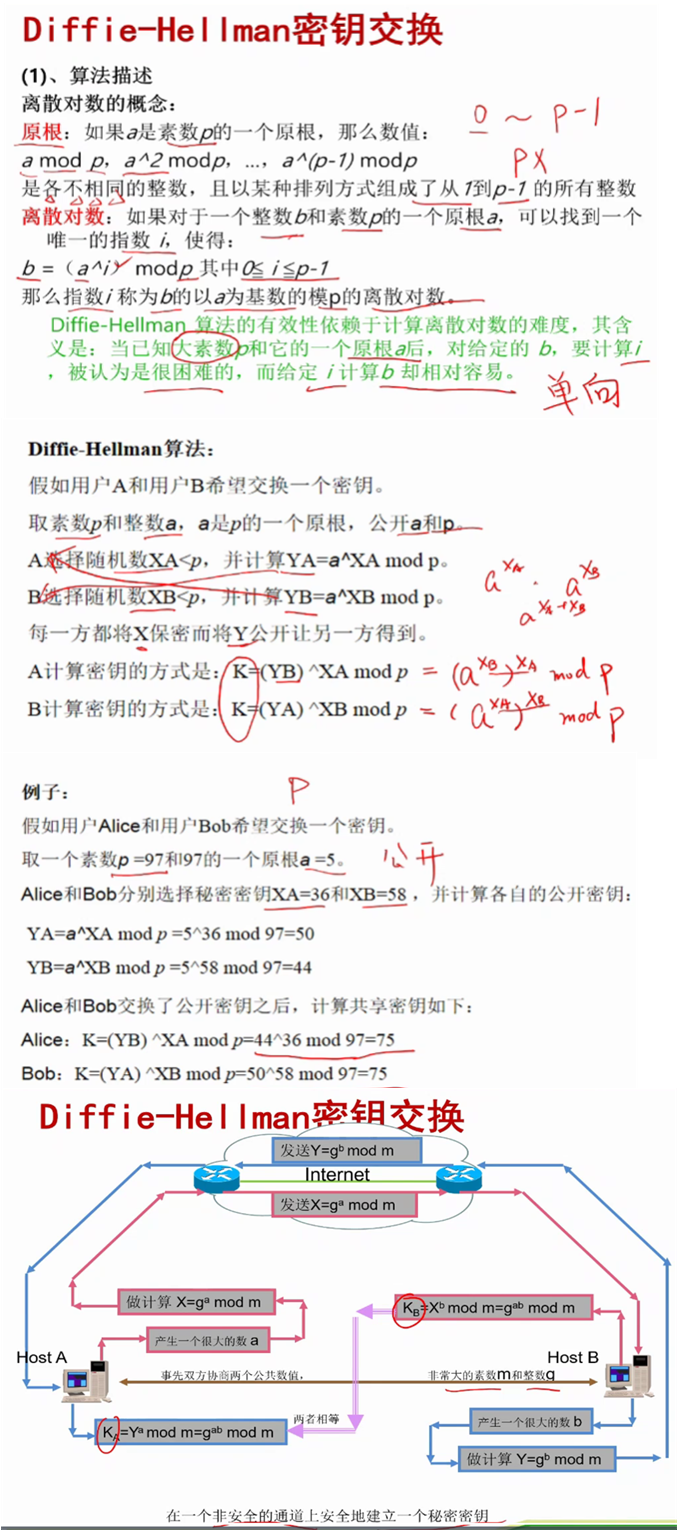 Diffie-Hellman密钥交换
(1)、算法描述
离散对数的概念：
原根：如果a是素数p的一个原根，那么数值：
0 ~ P-1
a mod p，a^2 modp，…，a^(p-1) modp
PX
是各不相同的整数，且以某种排列方式组成了从1到p-1 的所有整数
离散对数：如果对于一个整数b和素数p的一个原根a，可以找到一个
唯一的指数 i，使得：
b =（a^i） modp 其中0≦ i ≦p-1
那么指数i 称为b的以a为基数的模p的离散对数。
Diffie-Hellman 算法的有效性依赖于计算离散对数的难度，其含
义是：当已知大素数p和它的一个原根a后，对给定的 b，要计算i
，被认为是很困难的，而给定 i 计算b 却相对容易。
单向
Diffie-Hellman算法：
假如用户A和用户B希望交换一个密钥。
取素数p和整数a，a是p的一个原根，公开a和p。
A选择随机数XA<p，并计算YA=a^XA mod p。
a^XA · a^XB
B选择随机数XB<p，并计算YB=a^XB mod p。
a^XA+XB
每一方都将X保密而将Y公开让另一方得到。
A计算密钥的方式是：K=(YB) ^XA mod p = (a^XB)^XA mod P
B计算密钥的方式是：K=(YA) ^XB mod p = (a^XA)^XB mod P
例子：
P
假如用户Alice和用户Bob希望交换一个密钥。
取一个素数p =97和97的一个原根a =5。 公开
Alice和Bob分别选择秘密密钥XA=36和XB=58 ，并计算各自的公开密钥：
YA=a^XA mod p =5^36 mod 97=50
YB=a^XB mod p =5^58 mod 97=44
Alice和Bob交换了公开密钥之后，计算共享密钥如下：
Alice：K=(YB) ^XA mod p=44^36 mod 97=75
Bob：K=(YA) ^XB mod p=50^58 mod 97=75
Diffie-Hellman密钥交换
发送Y=gᵇ mod m
Internet
发送X=gᵃ mod m
做计算 X=gᵃ mod m
K_B=Xᵇ mod m=gᵃᵇ mod m
产生一个很大的数 a
Host A
Host B
事先双方协商两个公共数值，
非常大的素数m和整数g
两者相等
K_A=Yᵃ mod m=gᵃᵇ mod m
产生一个很大的数 b
做计算 Y=gᵇ mod m
在一个非安全的通道上安全地建立一个秘密密钥